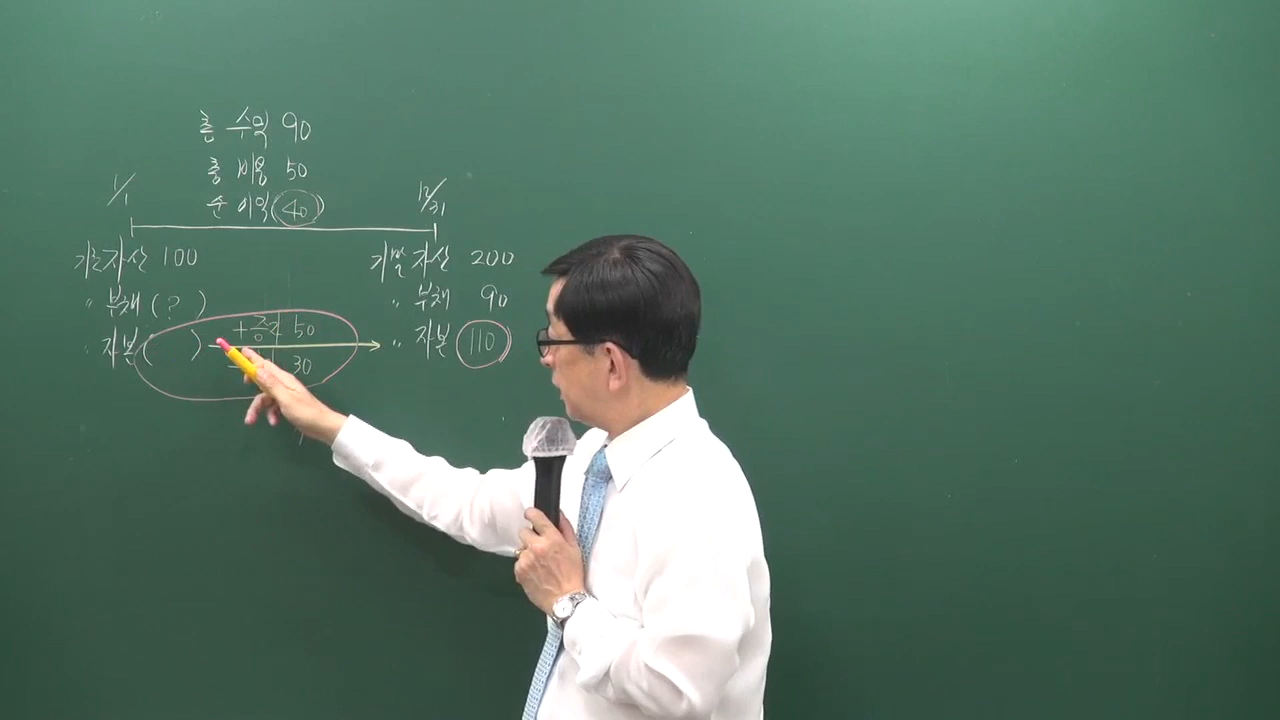 총 수익 90
총 비용 50
순 이익 (40)
1/1
12/31
기초자산 100
〃 부채 (?)
〃 자본 (   )
+ 증자 50
30
기말 자산 200
〃 부채 90
〃 자본 110